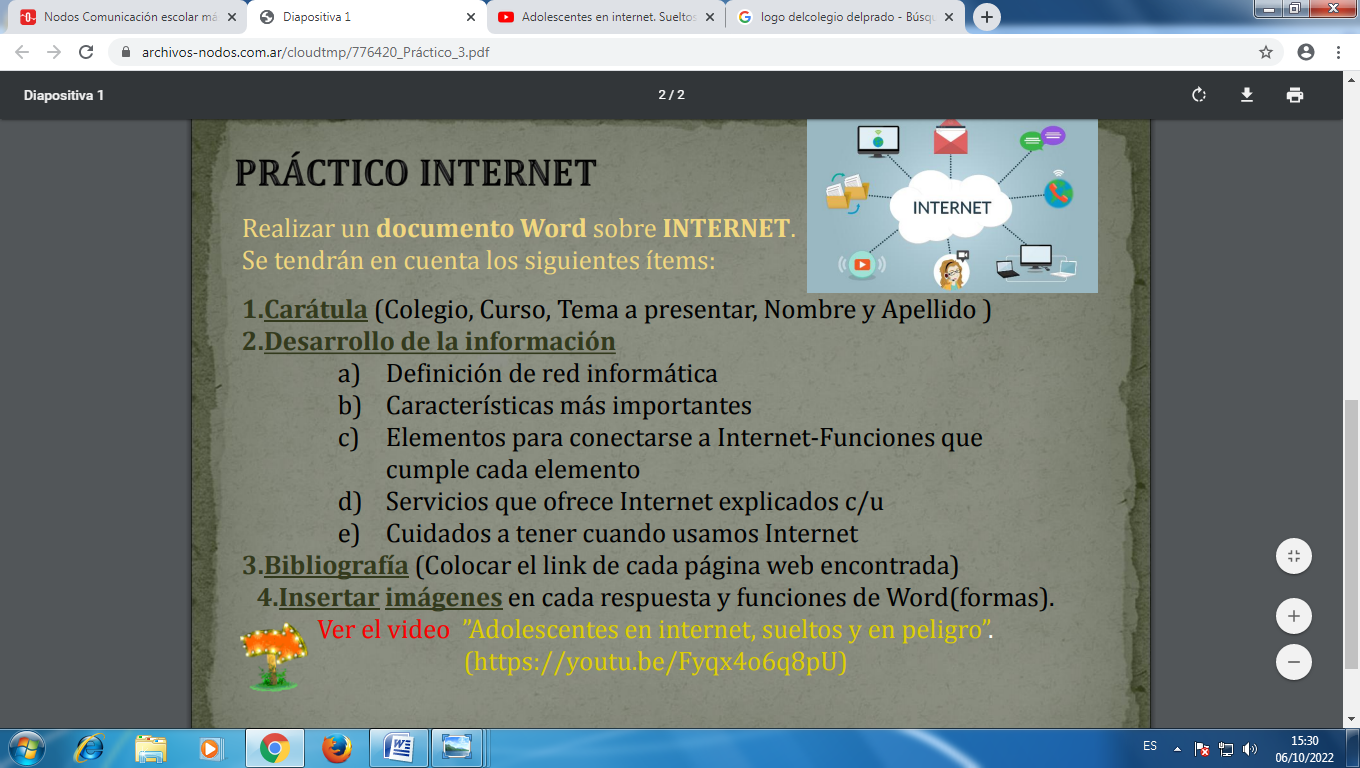 Nodos Comunicación escolar má
Diapositiva 1
Adolescentes en internet. Sueltos
logo delcolegio delprado - Búsqu
archivos-nodos.com.ar/cloudtmp/776420_Práctico_3.pdf
Diapositiva 1
2 / 2
PRÁCTICO INTERNET
INTERNET
Realizar un documento Word sobre INTERNET.
Se tendrán en cuenta los siguientes ítems:
1.Carátula (Colegio, Curso, Tema a presentar, Nombre y Apellido )
2.Desarrollo de la información
a) Definición de red informática
b) Características más importantes
c) Elementos para conectarse a Internet-Funciones que
cumple cada elemento
d) Servicios que ofrece Internet explicados c/u
e) Cuidados a tener cuando usamos Internet
3.Bibliografía (Colocar el link de cada página web encontrada)
4.Insertar imágenes en cada respuesta y funciones de Word(formas).
Ver el video ”Adolescentes en internet, sueltos y en peligro”.
(https://youtu.be/Fyqx4o6q8pU)
ES
15:30
06/10/2022